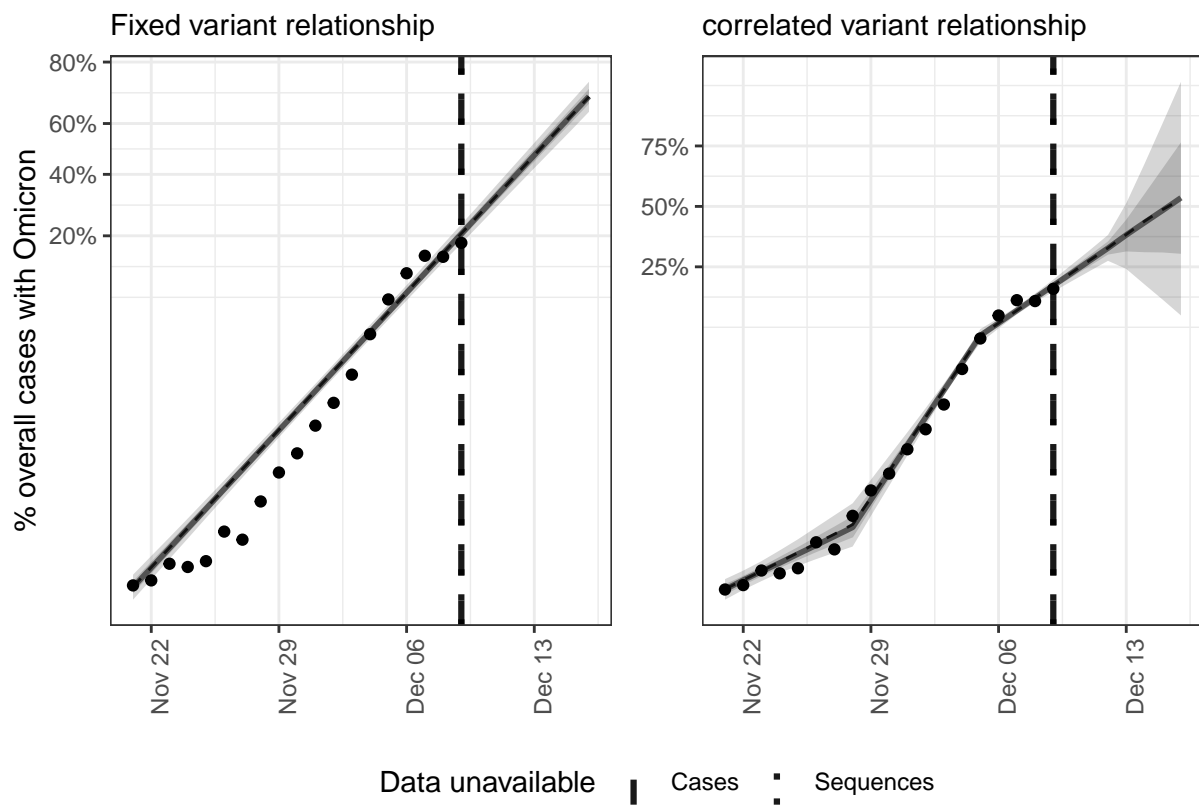 Fixed variant relationship
correlated variant relationship
% overall cases with Omicron
80%
60%
40%
20%
75%
50%
25%
Nov 22
Nov 29
Dec 06
Dec 13
Nov 22
Nov 29
Dec 06
Dec 13
Data unavailable Cases Sequences